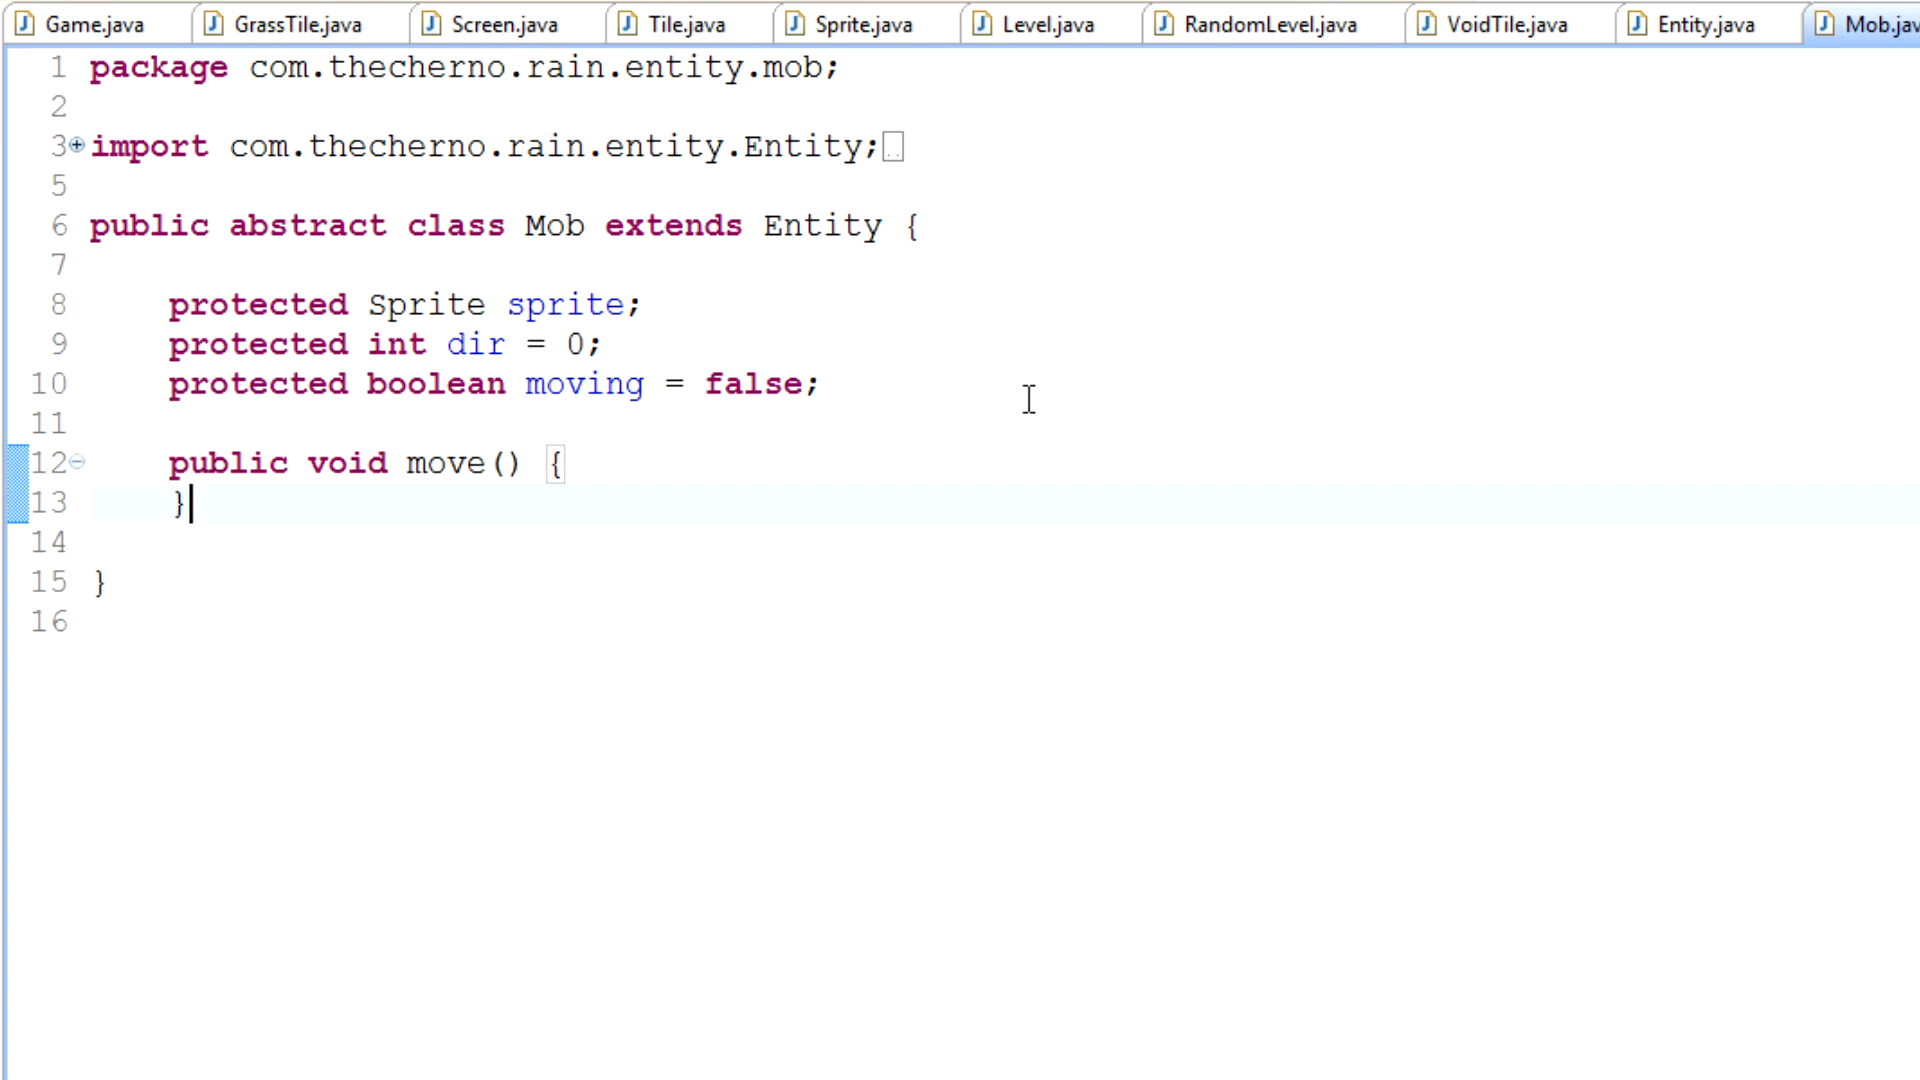 Game.java GrassTile.java Screen.java Tile.java Sprite.java Level.java RandomLevel.java VoidTile.java Entity.java Mob.jav
1 package com.thecherno.rain.entity.mob;
2
3 import com.thecherno.rain.entity.Entity;
5
6 public abstract class Mob extends Entity {
7
8 protected Sprite sprite;
9 protected int dir = 0;
10 protected boolean moving = false;
11
12 public void move() {
13 }
14
15 }
16